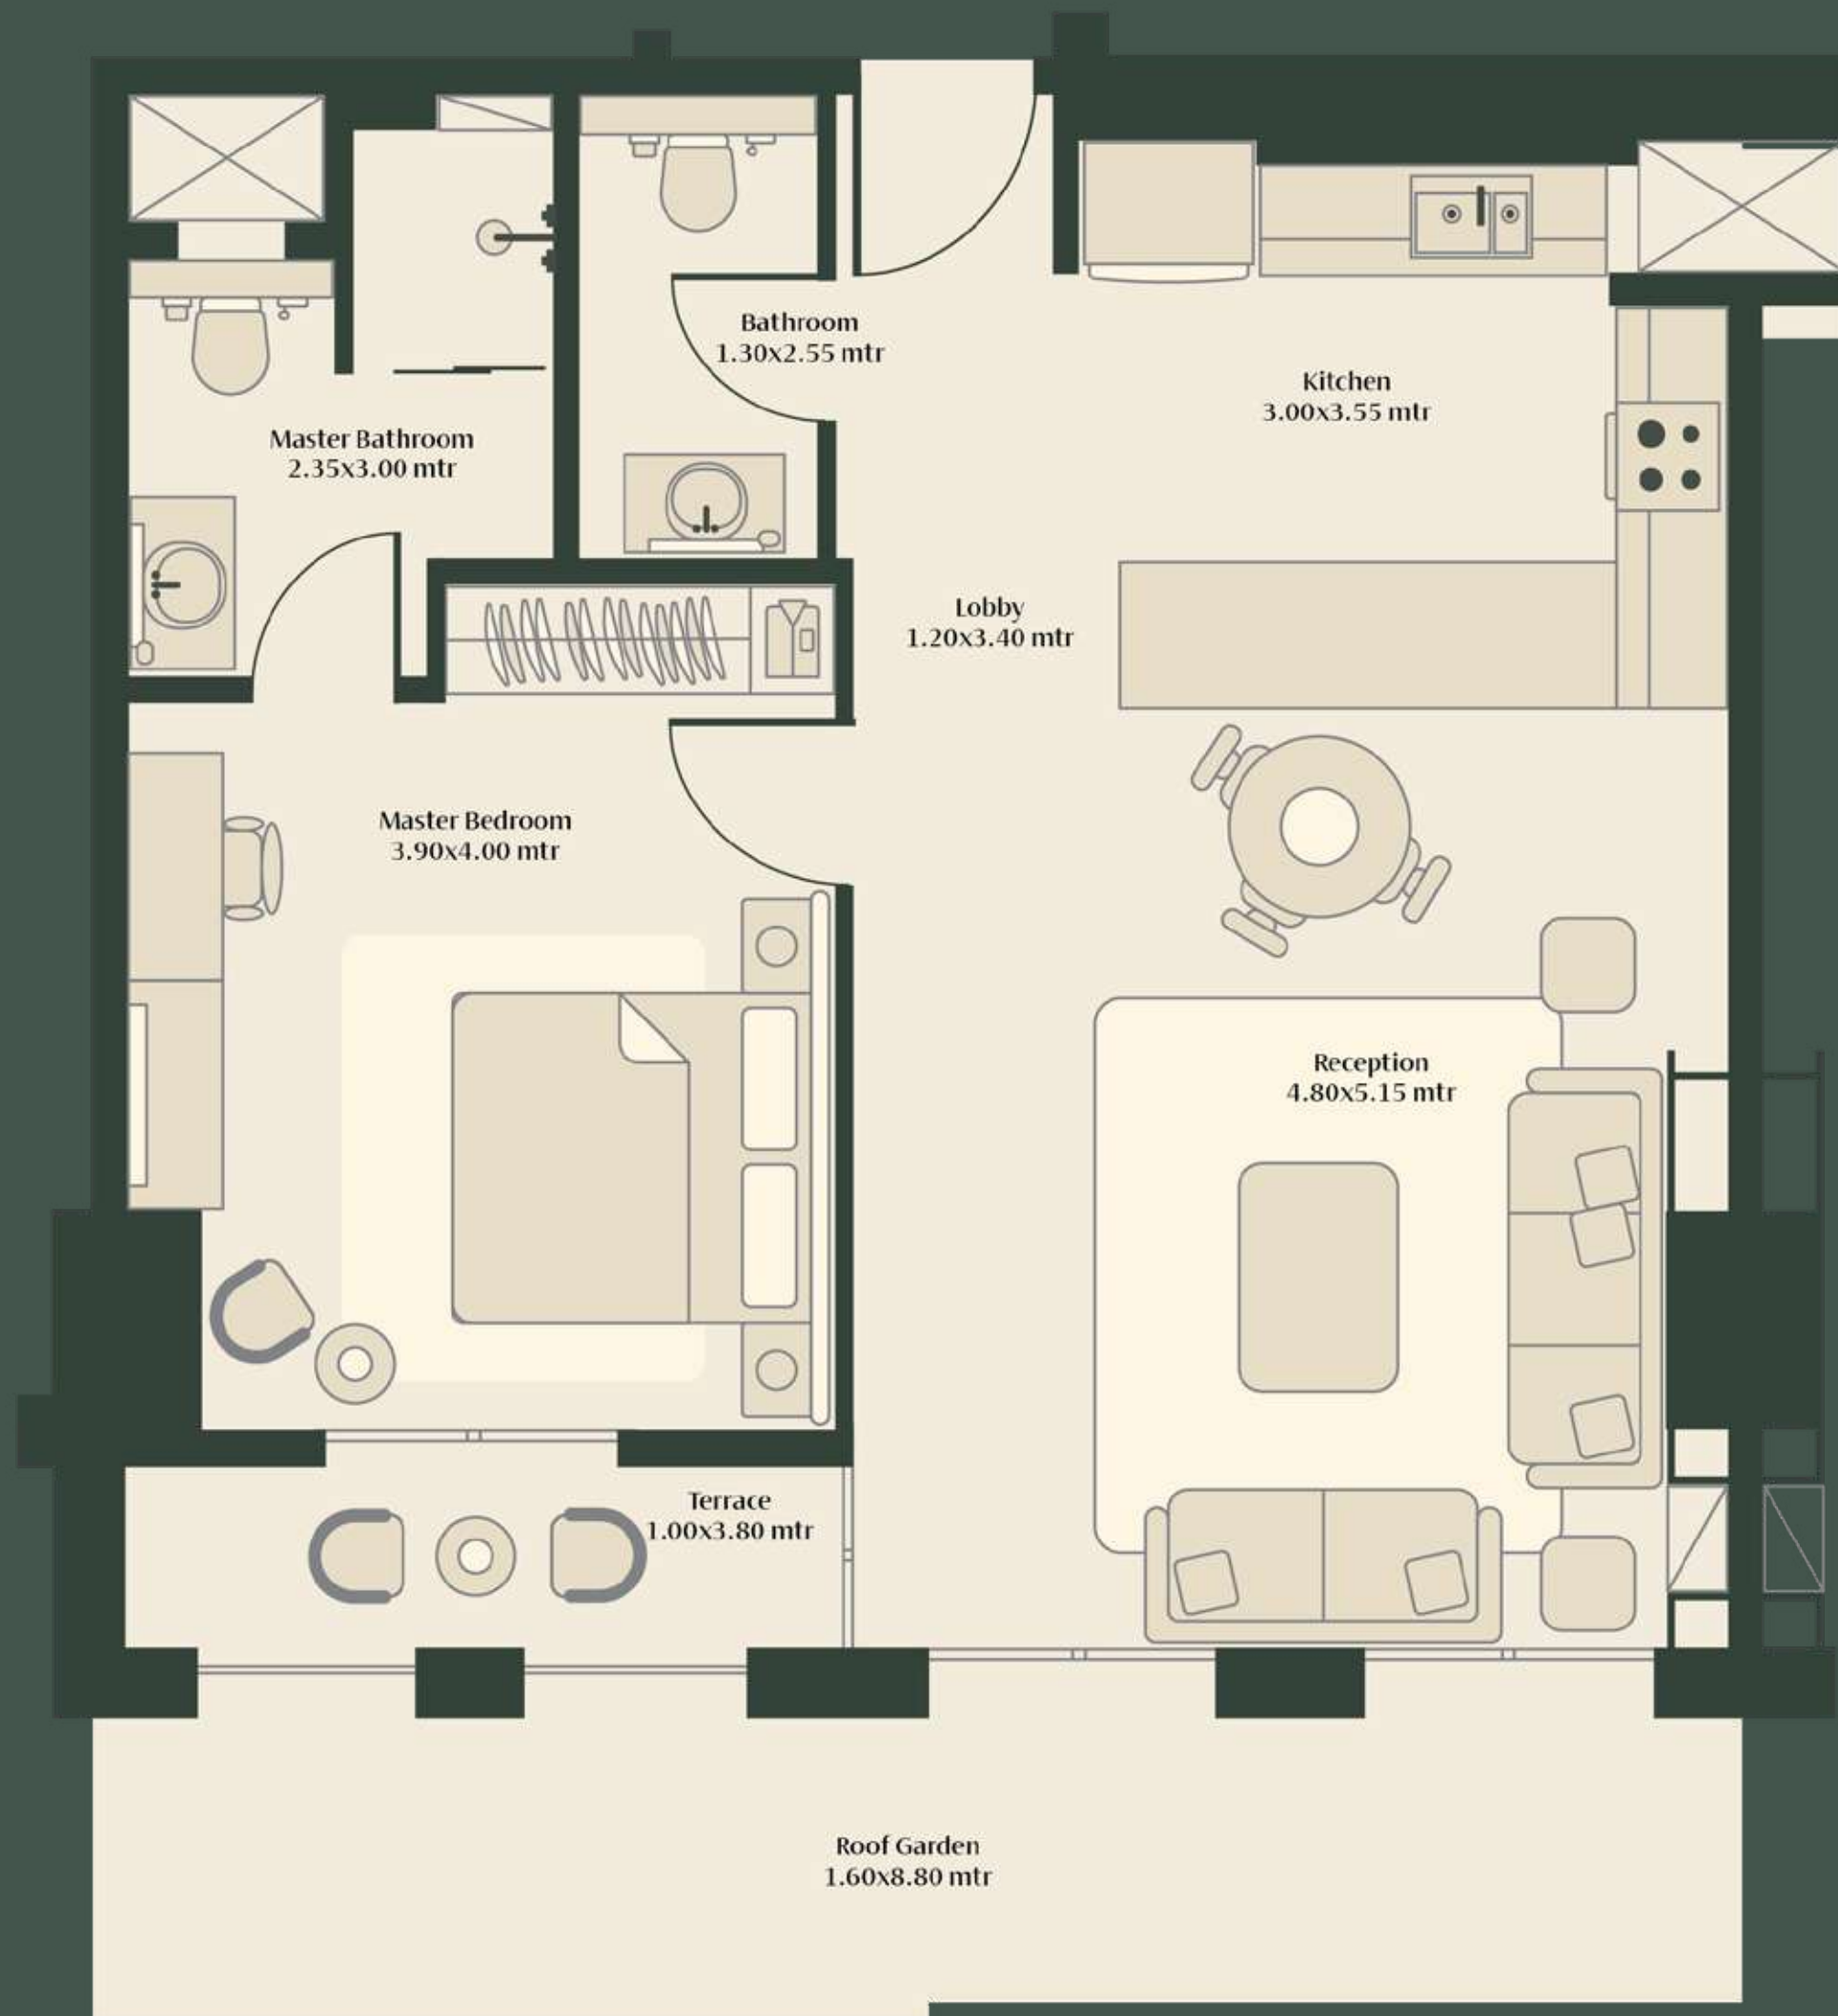 Bathroom
1.30x2.55 mtr
Kitchen
3.00x3.55 mtr
Master Bathroom
2.35x3.00 mtr
Lobby
1.20x3.40 mtr
Master Bedroom
3.90x4.00 mtr
Reception
4.80x5.15 mtr
Terrace
1.00x3.80 mtr
Roof Garden
1.60x8.80 mtr